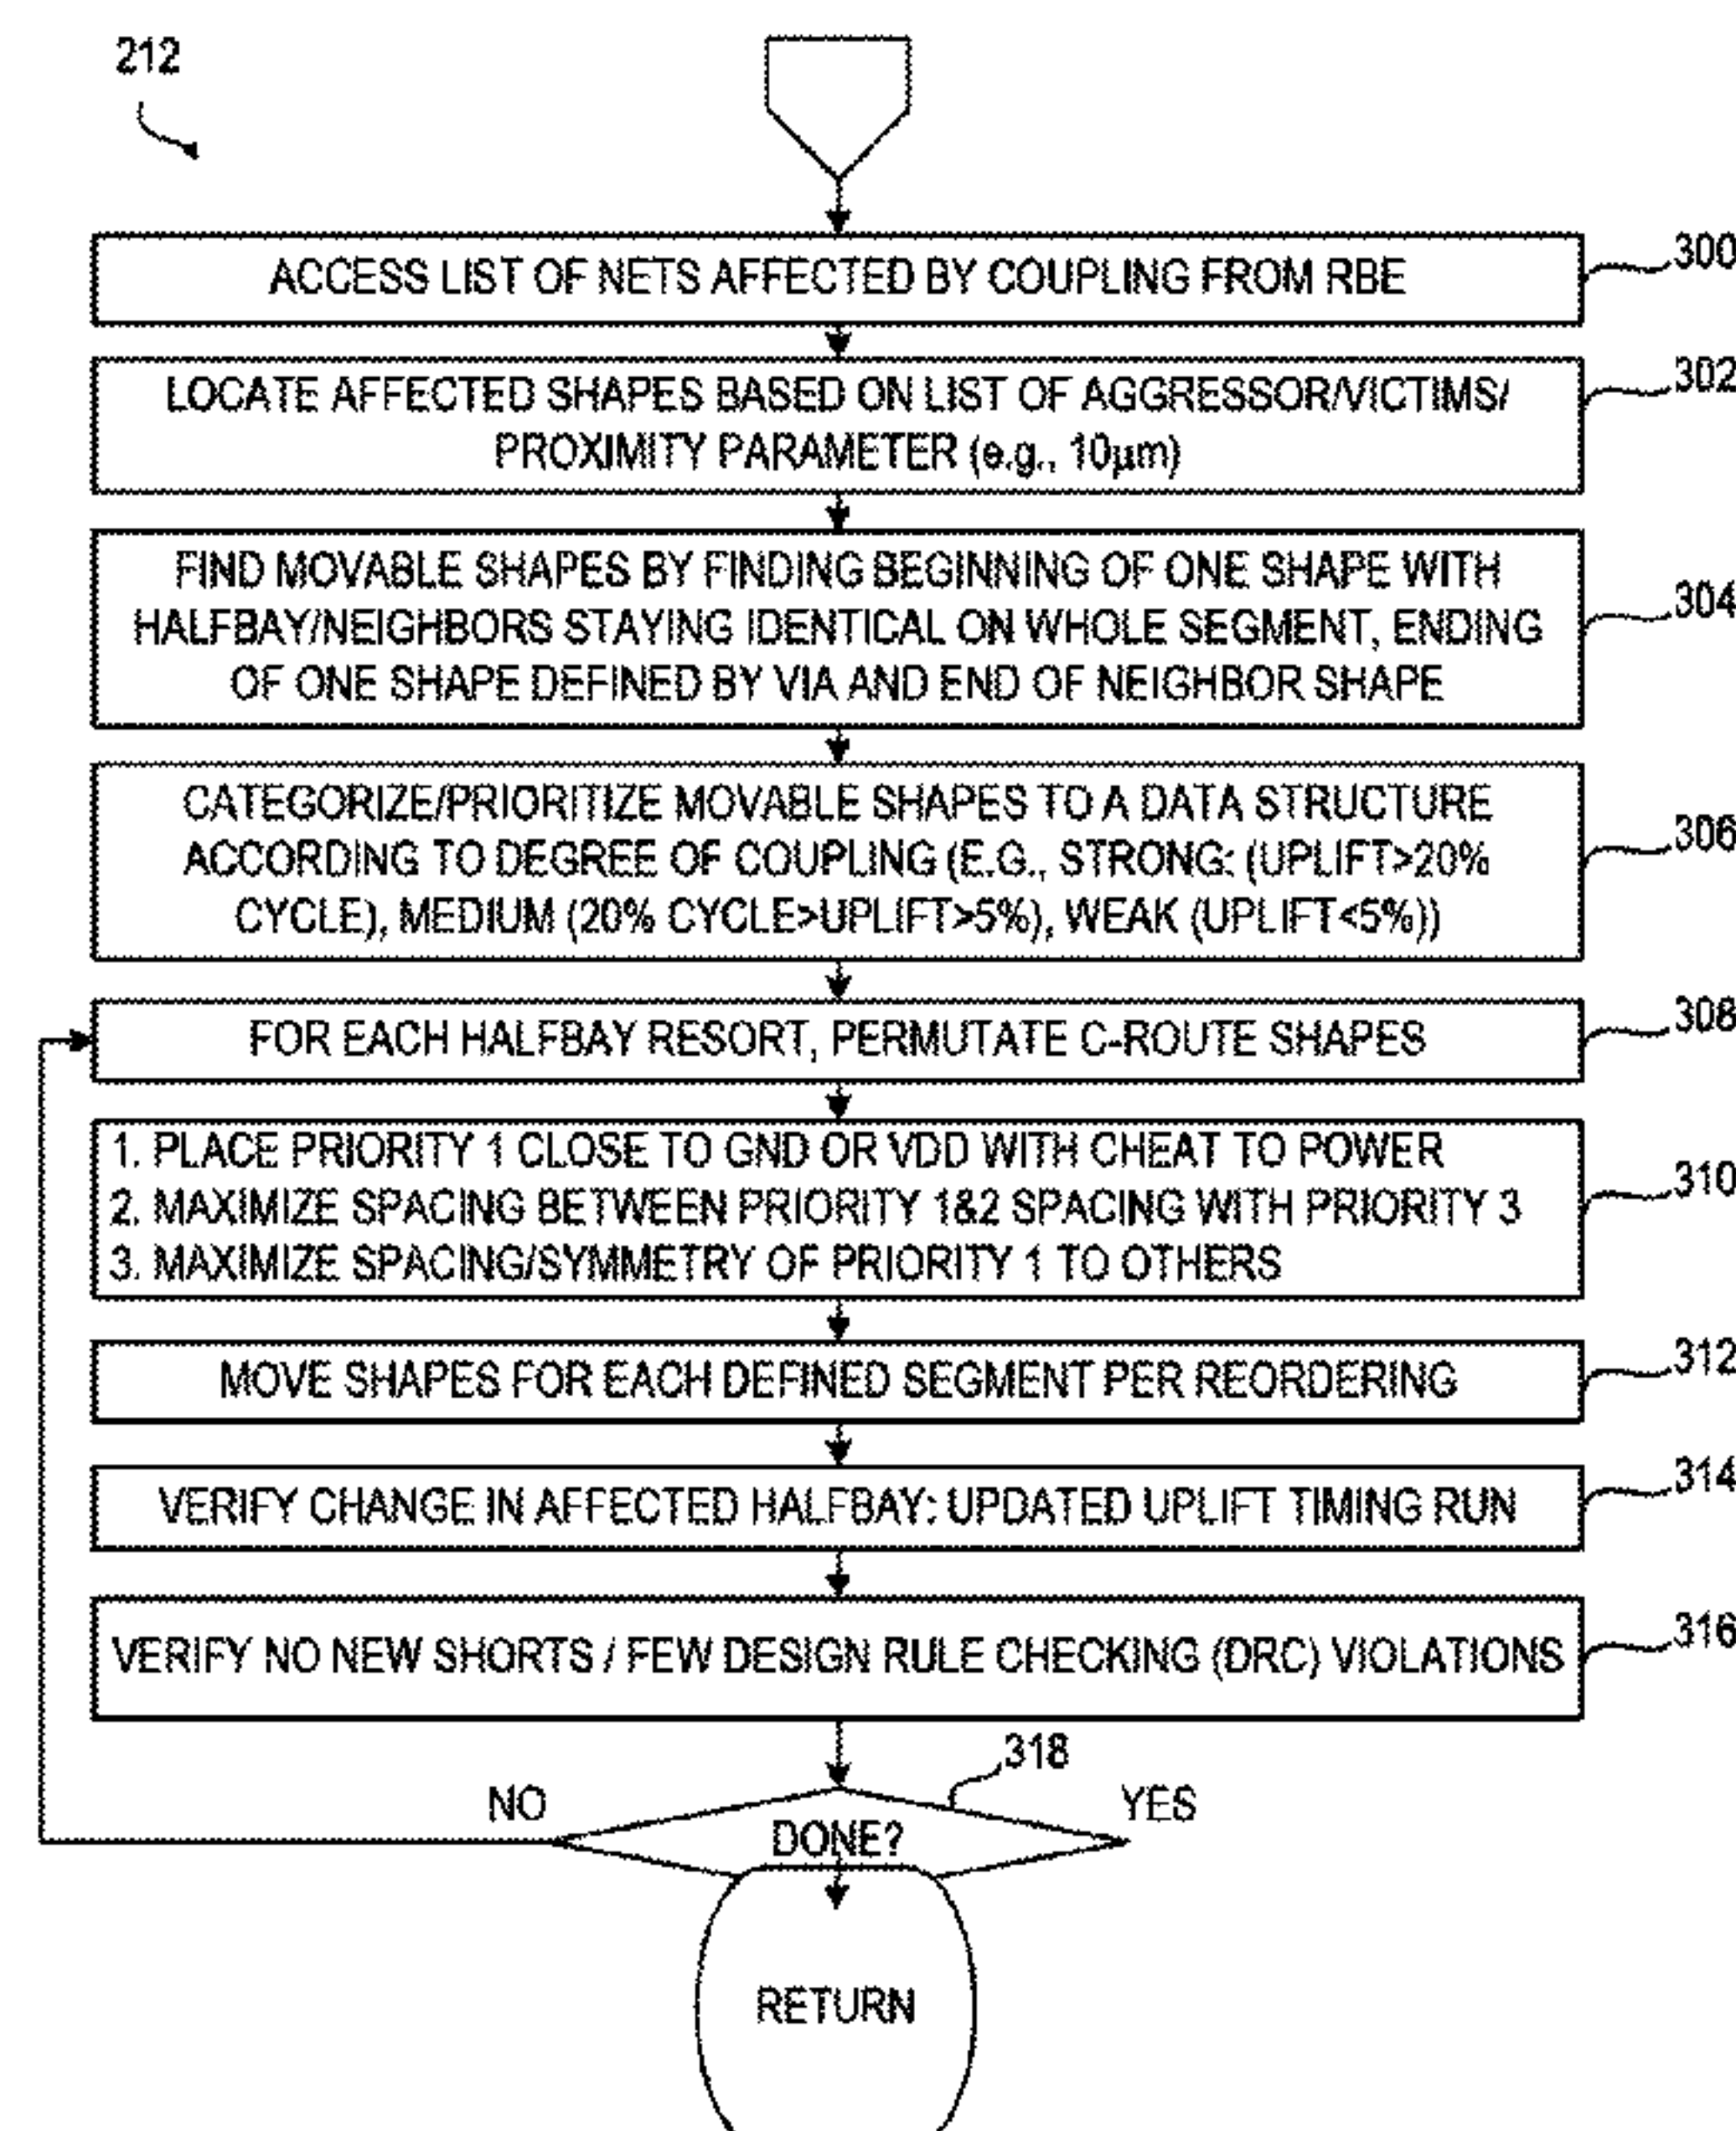 212
ACCESS LIST OF NETS AFFECTED BY COUPLING FROM RBE
300
LOCATE AFFECTED SHAPES BASED ON LIST OF AGGRESSOR/VICTIMS/
PROXIMITY PARAMETER (e.g., 10μm)
302
FIND MOVABLE SHAPES BY FINDING BEGINNING OF ONE SHAPE WITH
HALFBAY/NEIGHBORS STAYING IDENTICAL ON WHOLE SEGMENT, ENDING
OF ONE SHAPE DEFINED BY VIA AND END OF NEIGHBOR SHAPE
304
CATEGORIZE/PRIORITIZE MOVABLE SHAPES TO A DATA STRUCTURE
ACCORDING TO DEGREE OF COUPLING (E.G., STRONG: (UPLIFT>20%
CYCLE), MEDIUM (20% CYCLE>UPLIFT>5%), WEAK (UPLIFT<5%))
306
FOR EACH HALFBAY RESORT, PERMUTATE C-ROUTE SHAPES
308
1. PLACE PRIORITY 1 CLOSE TO GND OR VDD WITH CHEAT TO POWER
2. MAXIMIZE SPACING BETWEEN PRIORITY 1&2 SPACING WITH PRIORITY 3
3. MAXIMIZE SPACING/SYMMETRY OF PRIORITY 1 TO OTHERS
310
MOVE SHAPES FOR EACH DEFINED SEGMENT PER REORDERING
312
VERIFY CHANGE IN AFFECTED HALFBAY: UPDATED UPLIFT TIMING RUN
314
VERIFY NO NEW SHORTS / FEW DESIGN RULE CHECKING (DRC) VIOLATIONS
316
318
NO
YES
DONE?
RETURN